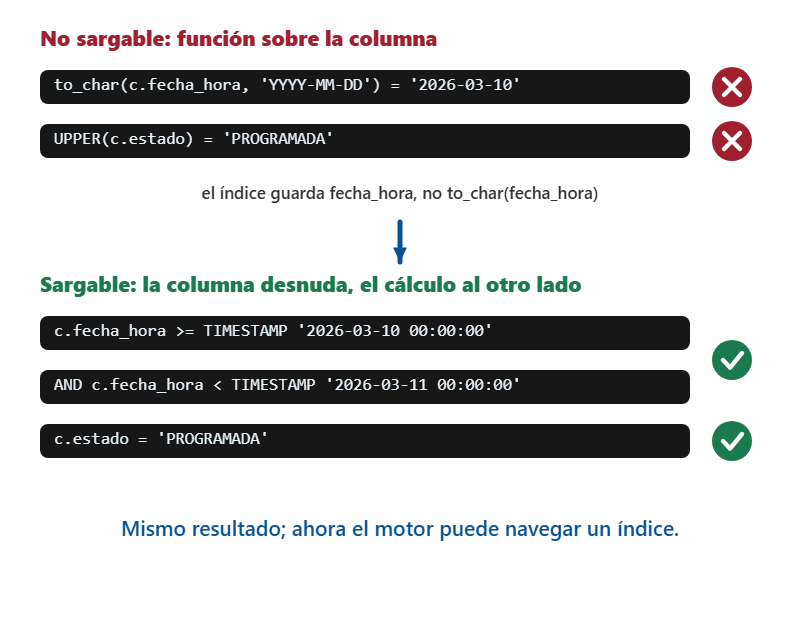 No sargable: función sobre la columna
to_char(c.fecha_hora, 'YYYY-MM-DD') = '2026-03-10'
UPPER(c.estado) = 'PROGRAMADA'
el índice guarda fecha_hora, no to_char(fecha_hora)
Sargable: la columna desnuda, el cálculo al otro lado
c.fecha_hora >= TIMESTAMP '2026-03-10 00:00:00'
AND c.fecha_hora < TIMESTAMP '2026-03-11 00:00:00'
c.estado = 'PROGRAMADA'
Mismo resultado; ahora el motor puede navegar un índice.